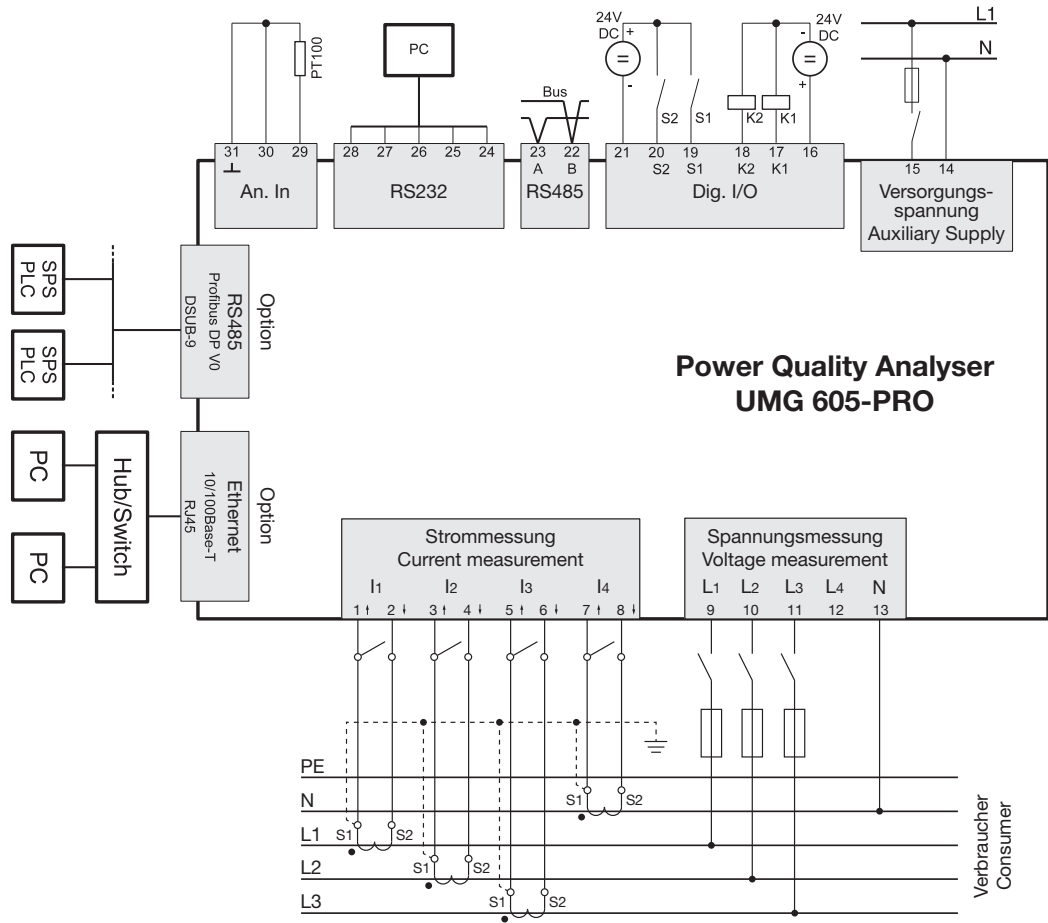 24V
DC
+
-
24V
DC
-
+
L1
N
PT100
PC
Bus
S2
S1
K2
K1
31
30
29
28
27
26
25
24
23
22
21
20
19
18
17
16
15
14
A
B
S2
S1
K2
K1
An. In
RS232
RS485
Dig. I/O
Versorgungs-
spannung
Auxiliary Supply
SPS
PLC
SPS
PLC
RS485
Profibus DP V0
DSUB-9
Option
Power Quality Analyser
UMG 605-PRO
PC
PC
Hub/Switch
Ethernet
10/100Base-T
RJ45
Option
Strommessung
Current measurement
I1
I2
I3
I4
1
2
3
4
5
6
7
8
Spannungsmessung
Voltage measurement
L1
L2
L3
L4
N
9
10
11
12
13
PE
N
S1
S2
L1
S1
S2
L2
S1
S2
L3
S1
S2
Verbraucher
Consumer